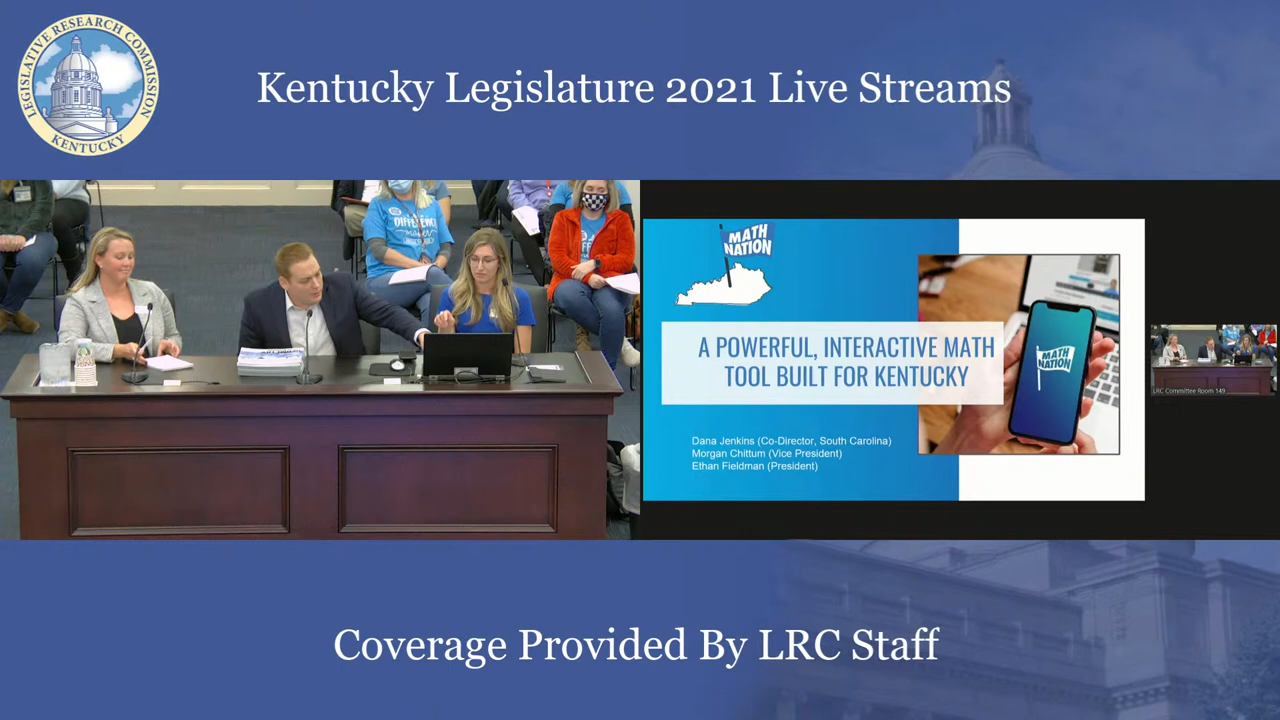 LEGISLATIVE RESEARCH COMMISSION
KENTUCKY
Kentucky Legislature 2021 Live Streams
DIFFERENCE
MATH
NATION
A POWERFUL, INTERACTIVE MATH
TOOL BUILT FOR KENTUCKY
MATH
NATION
Dana Jenkins (Co-Director, South Carolina)
Morgan Chittum (Vice President)
Ethan Fieldman (President)
LRC Committee Room 149
Coverage Provided By LRC Staff